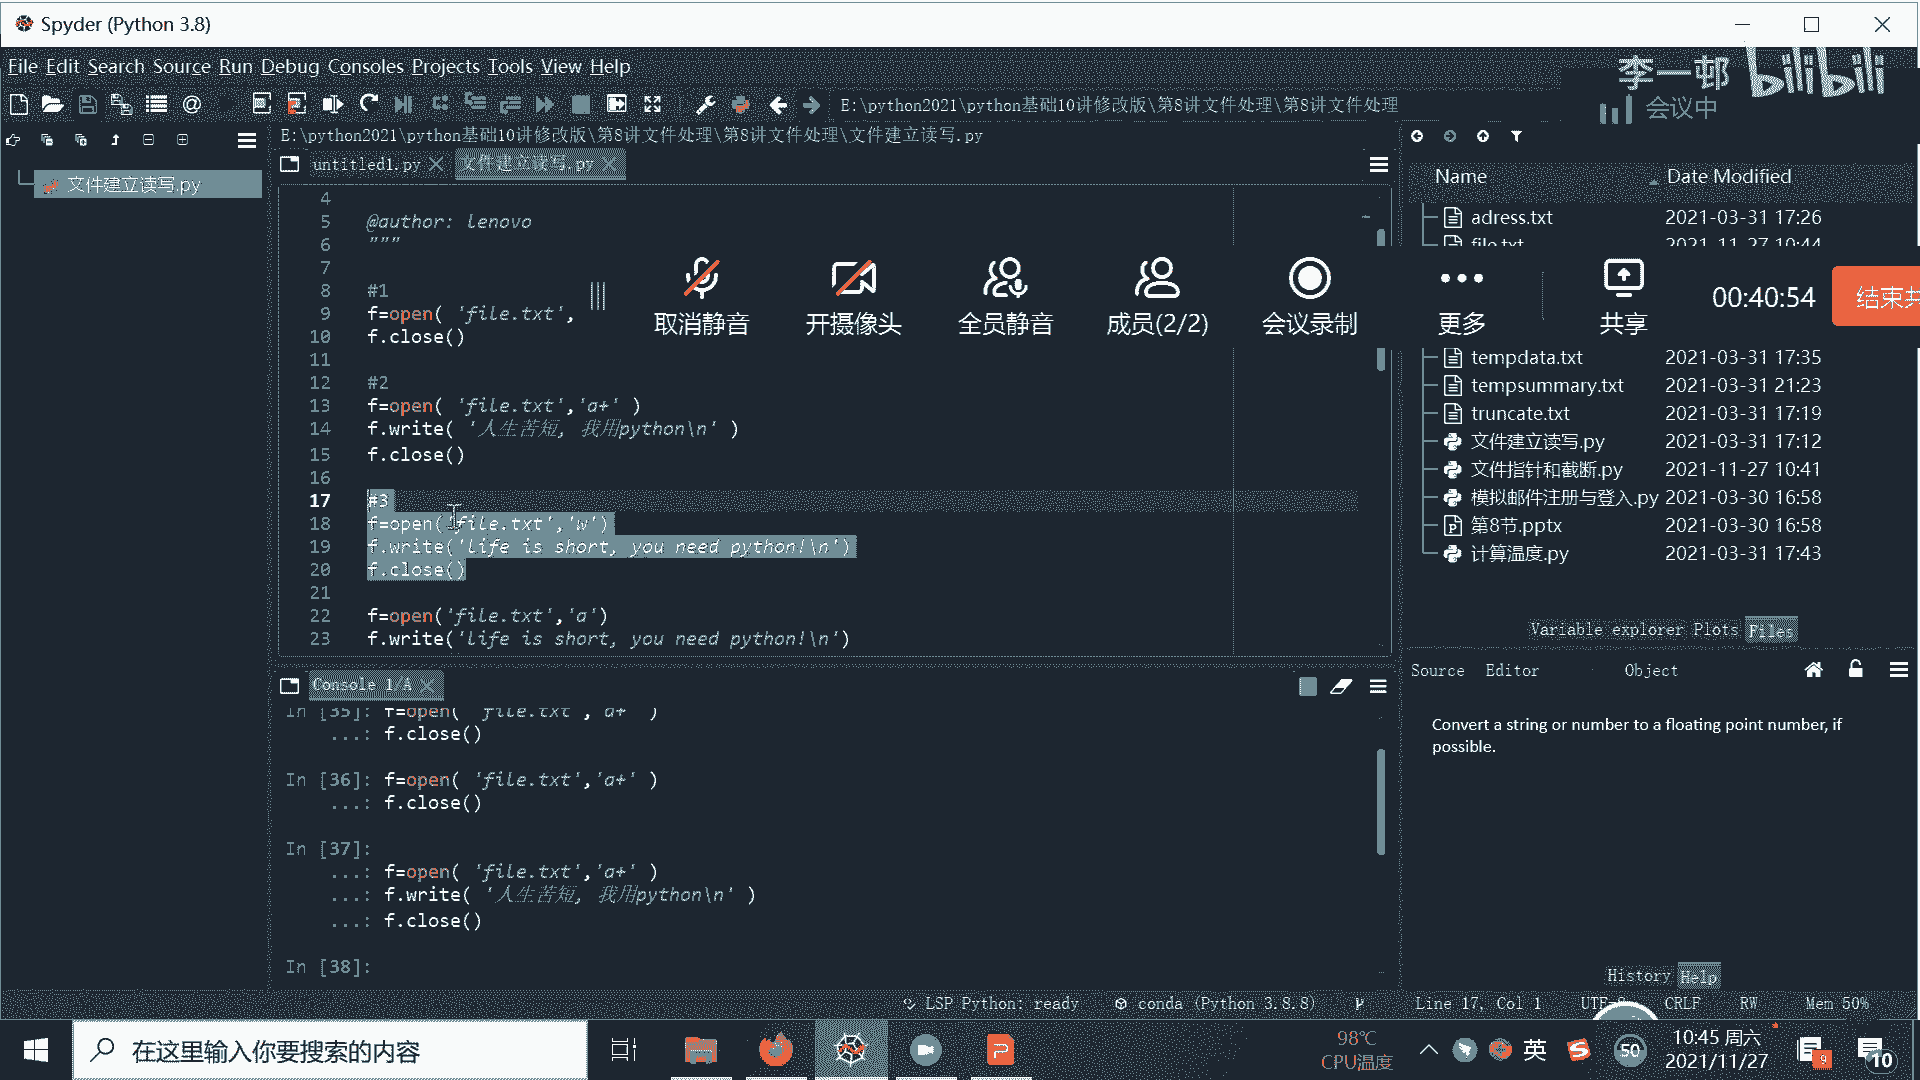 Spyder (Python 3.8)
File Edit Search Source Run Debug Consoles Projects Tools View Help
李一邨 bilibili
会议中
E:\python2021\python基础10讲修改版\第8讲文件处理\第8讲文件处理
E:\python2021\python基础10讲修改版\第8讲文件处理\第8讲文件处理\文件建立读写.py
untitled1.py
文件建立读写.py
文件建立读写.py
4
5 @author: lenovo
6 """
7
8 #1
9 f=open( 'file.txt',
10 f.close()
11
12 #2
13 f=open( 'file.txt','a+' )
14 f.write( '人生苦短, 我用python\n' )
15 f.close()
16
17 #3
18 f=open('file.txt','w')
19 f.write('life is short, you need python!\n')
20 f.close()
21
22 f=open('file.txt','a')
23 f.write('life is short, you need python!\n')
取消静音
开摄像头
全员静音
成员(2/2)
会议录制
更多
共享
00:40:54
结束共
Name Date Modified
adress.txt 2021-03-31 17:26
file.txt 2021-11-27 10:44
tempdata.txt 2021-03-31 17:35
tempsummary.txt 2021-03-31 21:23
truncate.txt 2021-03-31 17:19
文件建立读写.py 2021-03-31 17:12
文件指针和截断.py 2021-11-27 10:41
模拟邮件注册与登入.py 2021-03-30 16:58
第8节.pptx 2021-03-30 16:58
计算温度.py 2021-03-31 17:43
Variable explorer Plots Files
Source Editor Object
Convert a string or number to a floating point number, if
possible.
History Help
Console 1/A
In [35]: f=open( 'file.txt','a+' )
...: f.close()
In [36]: f=open( 'file.txt','a+' )
...: f.close()
In [37]:
...: f=open( 'file.txt','a+' )
...: f.write( '人生苦短, 我用python\n' )
...: f.close()
In [38]:
LSP Python: ready conda (Python 3.8.8) Line 17, Col 1 UTF-8 CRLF RW Mem 50%
在这里输入你要搜索的内容
98℃
CPU温度
英
50
10:45 周六
2021/11/27
9
10